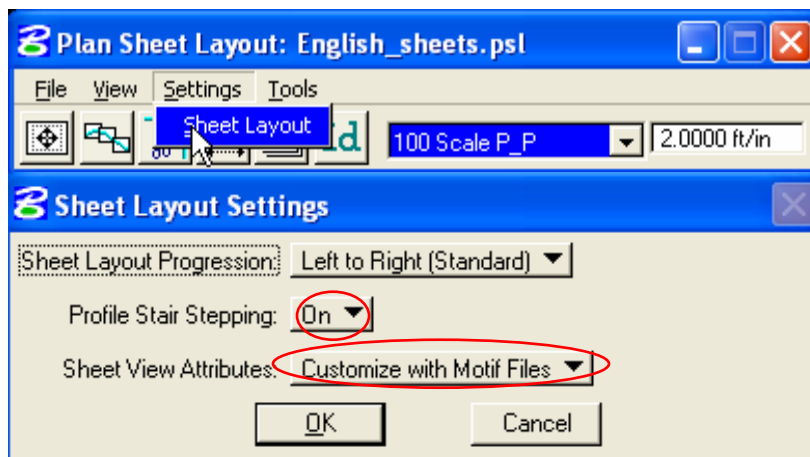 Plan Sheet Layout: English_sheets.psl
File View Settings Tools
Sheet Layout
100 Scale P_P 2.0000 ft/in
Sheet Layout Settings
Sheet Layout Progression: Left to Right (Standard)
Profile Stair Stepping: On
Sheet View Attributes: Customize with Motif Files
OK Cancel